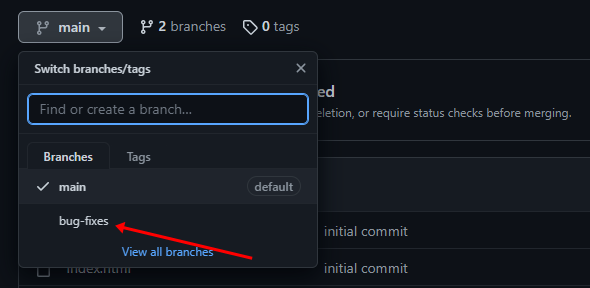 main
2 branches
0 tags
Switch branches/tags
Find or create a branch...
ed
eletion, or require status checks before merging.
Branches
Tags
main
default
bug-fixes
initial commit
View all branches
index.html
initial commit